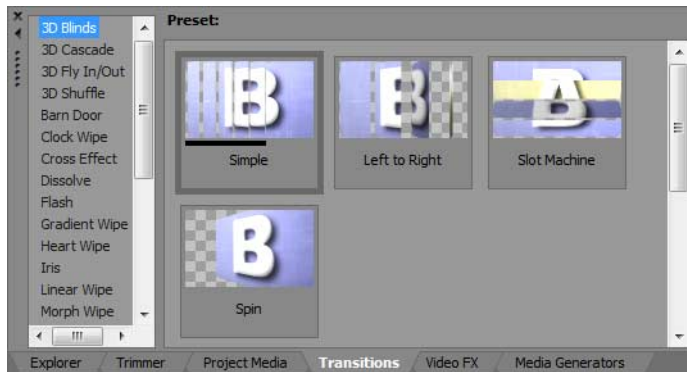 3D Blinds
3D Cascade
3D Fly In/Out
3D Shuffle
Barn Door
Clock Wipe
Cross Effect
Dissolve
Flash
Gradient Wipe
Heart Wipe
Iris
Linear Wipe
Morph Wipe
Preset:
B
B
A
B
Simple
Left to Right
Slot Machine
B
Spin
Explorer
Trimmer
Project Media
Transitions
Video FX
Media Generators